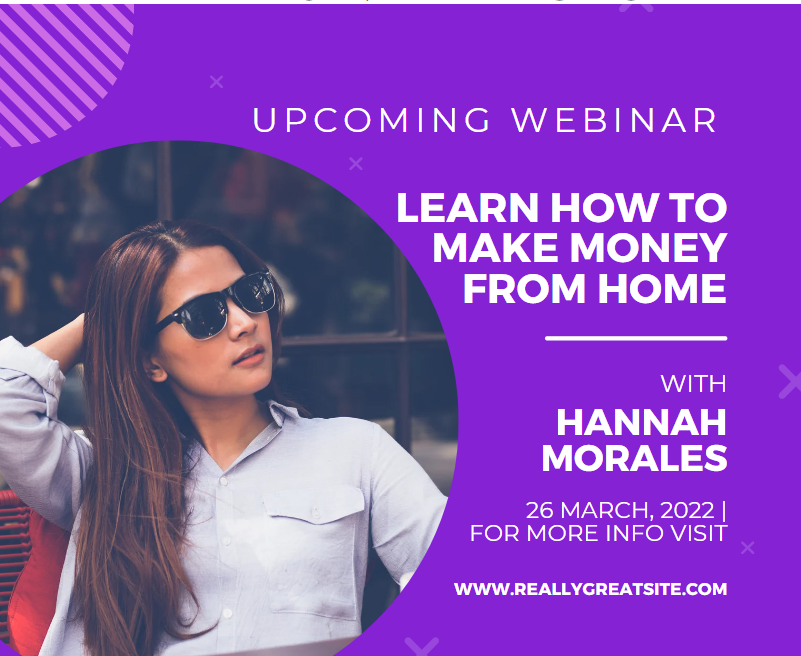 UPCOMING WEBINAR
LEARN HOW TO
MAKE MONEY
FROM HOME
WITH
HANNAH
MORALES
26 MARCH, 2022 |
FOR MORE INFO VISIT
WWW.REALLYGREATSITE.COM